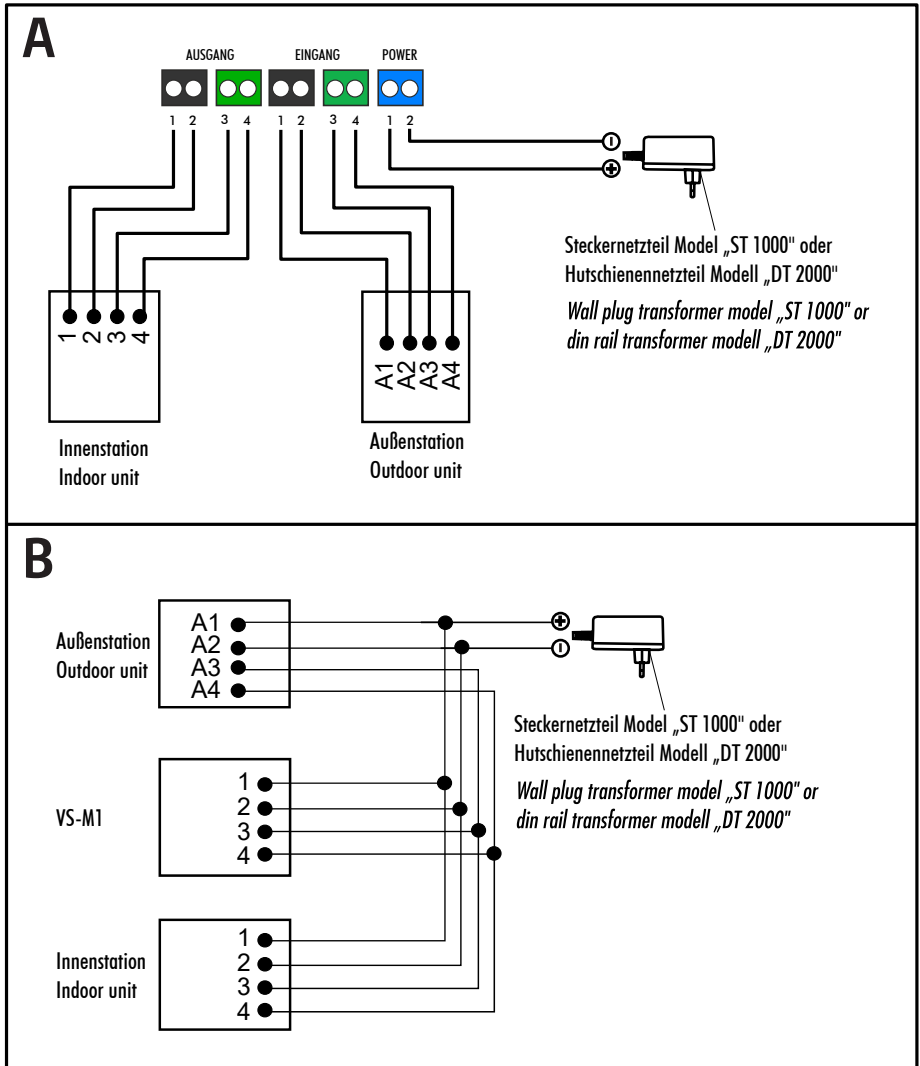 A
AUSGANG EINGANG POWER
1 2 3 4 1 2 3 4 1 2
Steckernetzteil Model „ST 1000" oder
Hutschienennetzteil Modell „DT 2000"
Wall plug transformer model „ST 1000" or
din rail transformer modell „DT 2000"
1 2 3 4
A1 A2 A3 A4
Innenstation
Indoor unit
Außenstation
Outdoor unit
B
Außenstation
Outdoor unit
A1
A2
A3
A4
Steckernetzteil Model „ST 1000" oder
Hutschienennetzteil Modell „DT 2000"
Wall plug transformer model „ST 1000" or
din rail transformer modell „DT 2000"
VS-M1
1
2
3
4
Innenstation
Indoor unit
1
2
3
4